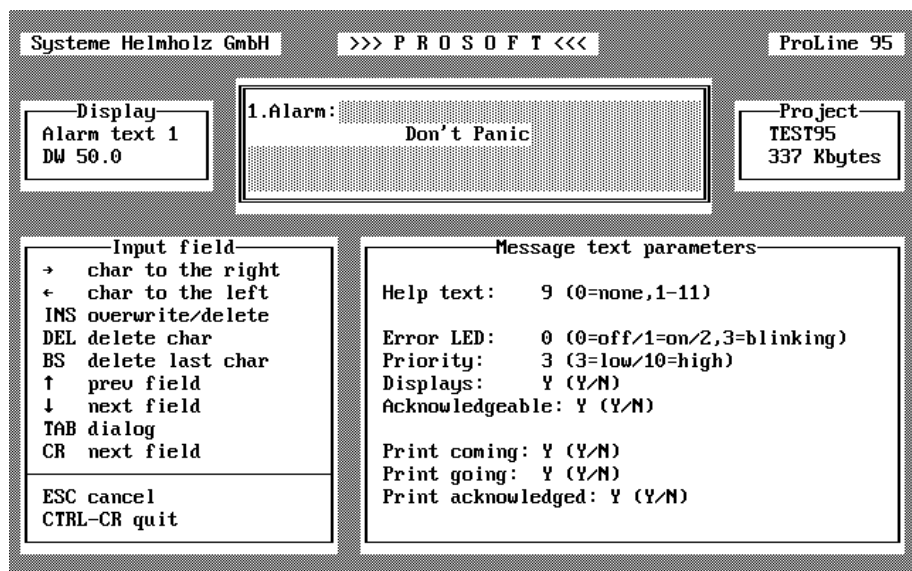 Systeme Helmholz GmbH >>> P R O S O F T <<< ProLine 95
Display
Alarm text 1
DW 50.0
1.Alarm:
Don't Panic
Project
TEST95
337 Kbytes
Input field
→ char to the right
← char to the left
INS overwrite/delete
DEL delete char
BS delete last char
↑ prev field
↓ next field
TAB dialog
CR next field
ESC cancel
CTRL-CR quit
Message text parameters
Help text: 9 (0=none,1-11)
Error LED: 0 (0=off/1=on/2,3=blinking)
Priority: 3 (3=low/10=high)
Displays: Y (Y/N)
Acknowledgeable: Y (Y/N)
Print coming: Y (Y/N)
Print going: Y (Y/N)
Print acknowledged: Y (Y/N)